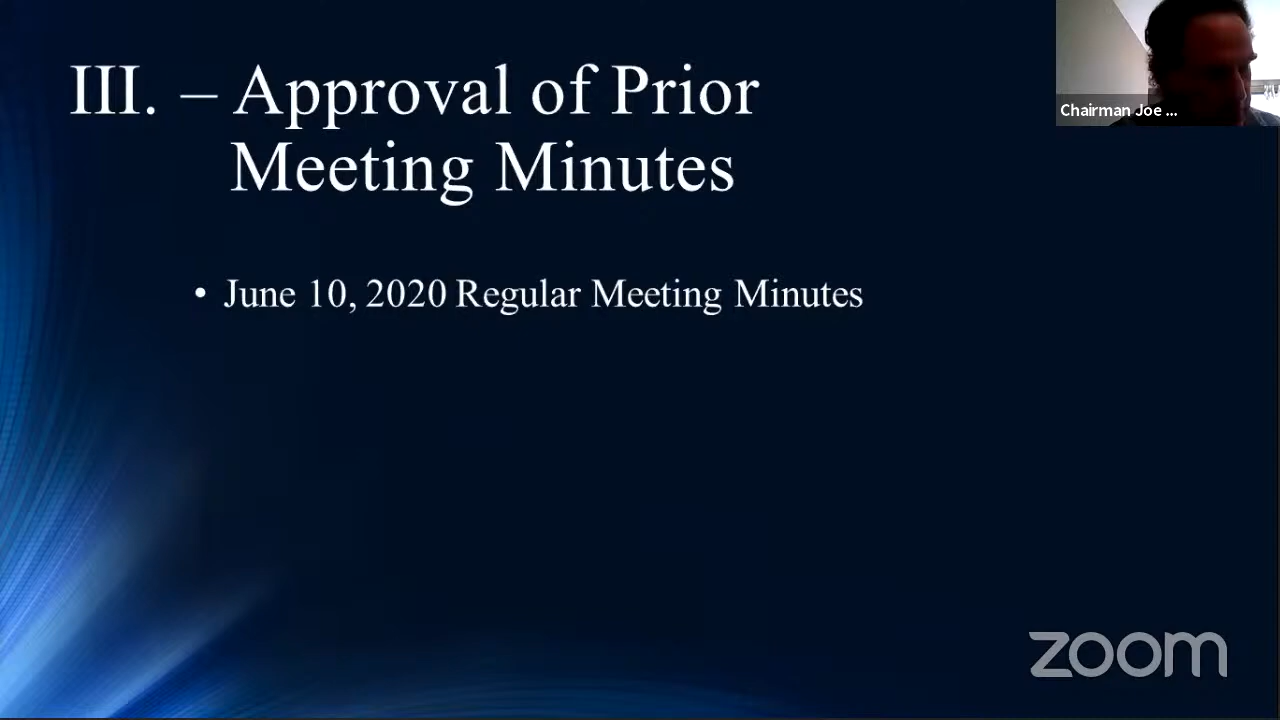 III. – Approval of Prior
Meeting Minutes
• June 10, 2020 Regular Meeting Minutes
Chairman Joe ...
zoom